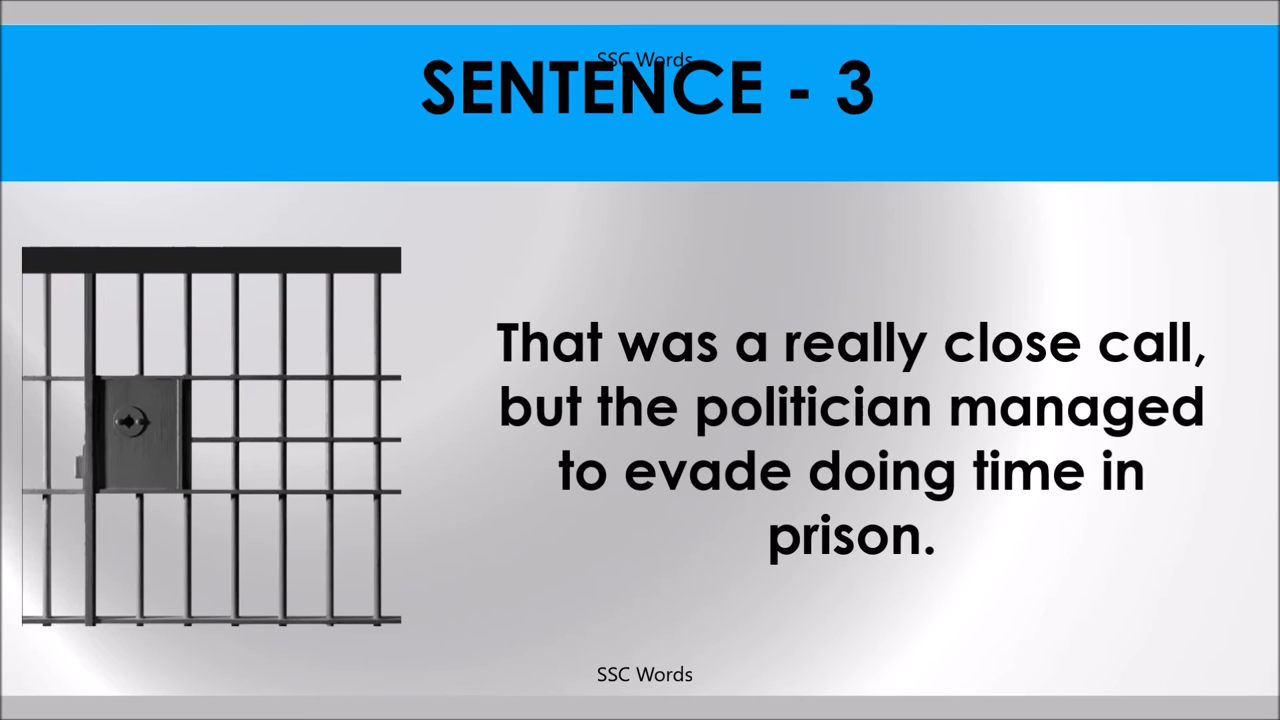 SSC Words
SENTENCE - 3
That was a really close call,
but the politician managed
to evade doing time in
prison.
SSC Words